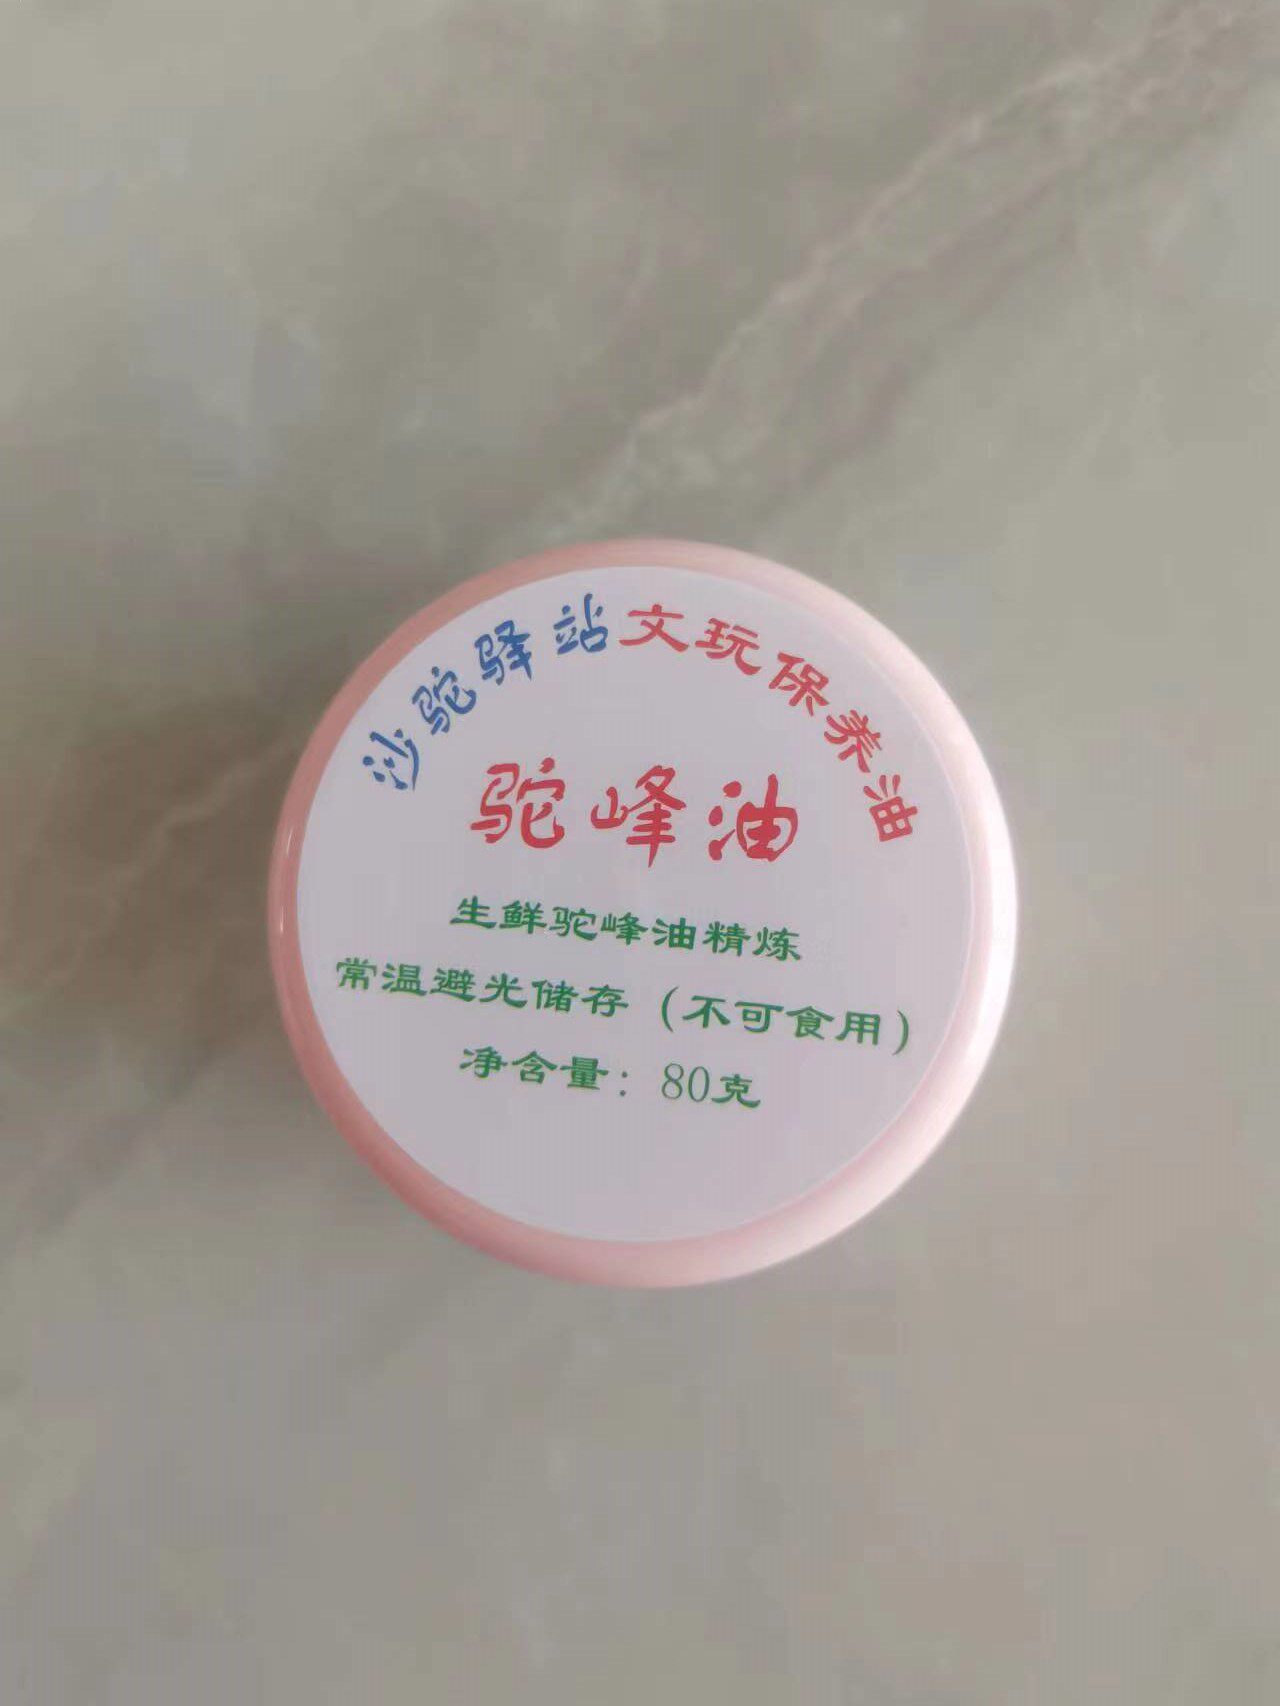 沙驼驿站文玩保养油
驼峰油
生鲜驼峰油精炼
常温避光储存（不可食用）
净含量：80克